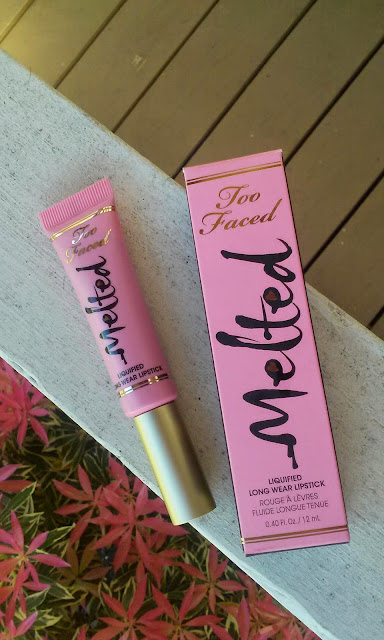 Too
Faced
Melted
LIQUIFIED
LONG WEAR LIPSTICK
Too
Faced
Melted
LIQUIFIED
LONG WEAR LIPSTICK
ROUGE À LÈVRES
FLUIDE LONGUE TENUE
0.40 Fl. Oz. / 12 mL